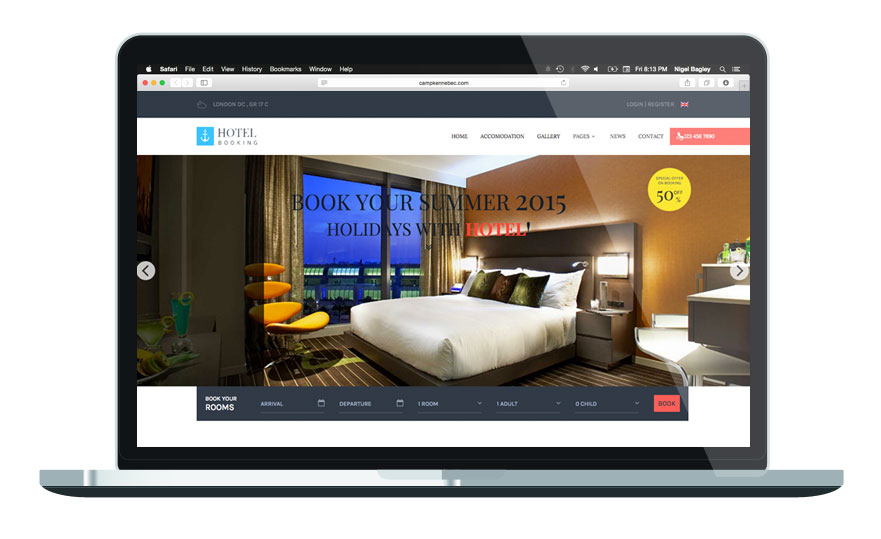 Safari File Edit View History Bookmarks Window Help Fri 8:13 PM Nigel Bagley
campkennebec.com
LONDON DC , GR 17 C LOGIN | REGISTER
HOTEL
BOOKING
HOME ACCOMODATION GALLERY PAGES NEWS CONTACT 123 456 7890
SPECIAL OFFER
ON BOOKING
50 OFF
%
BOOK YOUR SUMMER 2015
HOLIDAYS WITH HOTEL!
BOOK YOUR
ROOMS
ARRIVAL DEPARTURE 1 ROOM 1 ADULT 0 CHILD BOOK